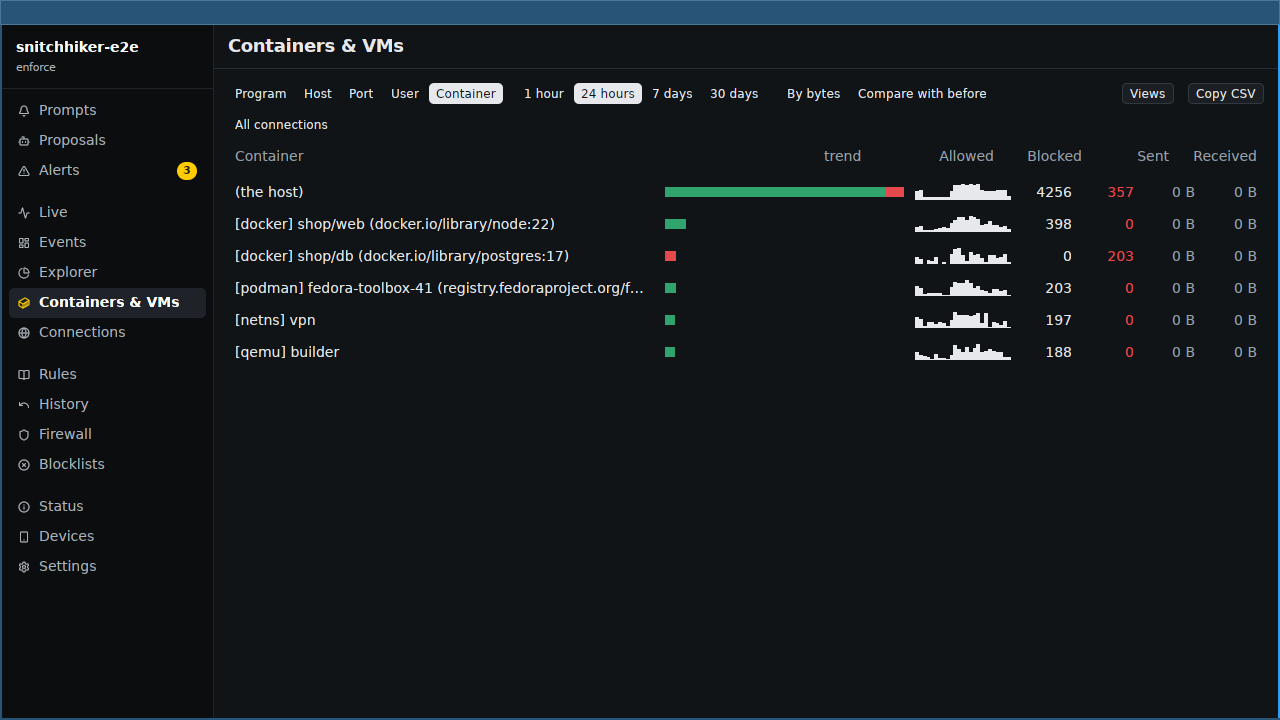 snitchhiker-e2e
enforce
Prompts
Proposals
Alerts 3
Live
Events
Explorer
Containers & VMs
Connections
Rules
History
Firewall
Blocklists
Status
Devices
Settings
Containers & VMs
Program Host Port User Container 1 hour 24 hours 7 days 30 days By bytes Compare with before Views Copy CSV
All connections
Container trend Allowed Blocked Sent Received
(the host) 4256 357 0 B 0 B
[docker] shop/web (docker.io/library/node:22) 398 0 0 B 0 B
[docker] shop/db (docker.io/library/postgres:17) 0 203 0 B 0 B
[podman] fedora-toolbox-41 (registry.fedoraproject.org/f... 203 0 0 B 0 B
[netns] vpn 197 0 0 B 0 B
[qemu] builder 188 0 0 B 0 B